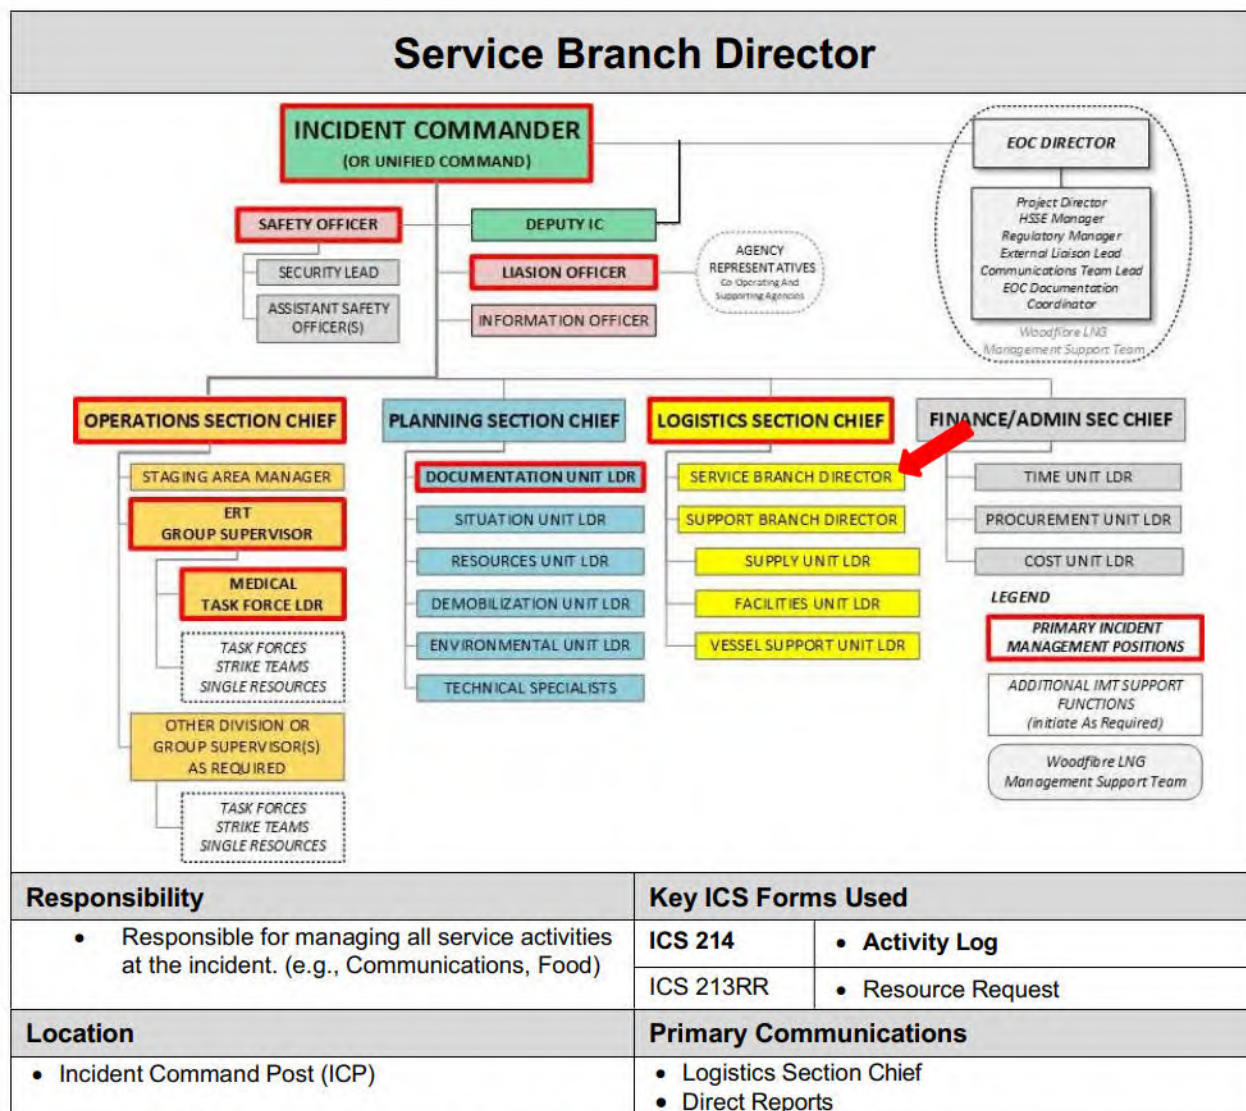 Service Branch Director
INCIDENT COMMANDER
(OR UNIFIED COMMAND)
EOC DIRECTOR
Project Director
HSSE Manager
Regulatory Manager
External Liaison Lead
Communications Team Lead
EOC Documentation
Coordinator
Woodfibre LNG
Management Support Team
SAFETY OFFICER
DEPUTY IC
SECURITY LEAD
LIASION OFFICER
AGENCY
REPRESENTATIVES
Co Operating And
Supporting Agencies
ASSISTANT SAFETY
OFFICER(S)
INFORMATION OFFICER
OPERATIONS SECTION CHIEF
STAGING AREA MANAGER
ERT
GROUP SUPERVISOR
MEDICAL
TASK FORCE LDR
TASK FORCES
STRIKE TEAMS
SINGLE RESOURCES
OTHER DIVISION OR
GROUP SUPERVISOR(S)
AS REQUIRED
TASK FORCES
STRIKE TEAMS
SINGLE RESOURCES
PLANNING SECTION CHIEF
DOCUMENTATION UNIT LDR
SITUATION UNIT LDR
RESOURCES UNIT LDR
DEMOBILIZATION UNIT LDR
ENVIRONMENTAL UNIT LDR
TECHNICAL SPECIALISTS
LOGISTICS SECTION CHIEF
SERVICE BRANCH DIRECTOR
SUPPORT BRANCH DIRECTOR
SUPPLY UNIT LDR
FACILITIES UNIT LDR
VESSEL SUPPORT UNIT LDR
FINANCE/ADMIN SEC CHIEF
TIME UNIT LDR
PROCUREMENT UNIT LDR
COST UNIT LDR
LEGEND
PRIMARY INCIDENT
MANAGEMENT POSITIONS
ADDITIONAL IMT SUPPORT
FUNCTIONS
(initiate As Required)
Woodfibre LNG
Management Support Team
Responsibility
• Responsible for managing all service activities
at the incident. (e.g., Communications, Food)
Key ICS Forms Used
ICS 214 • Activity Log
ICS 213RR • Resource Request
Location
• Incident Command Post (ICP)
Primary Communications
• Logistics Section Chief
• Direct Reports